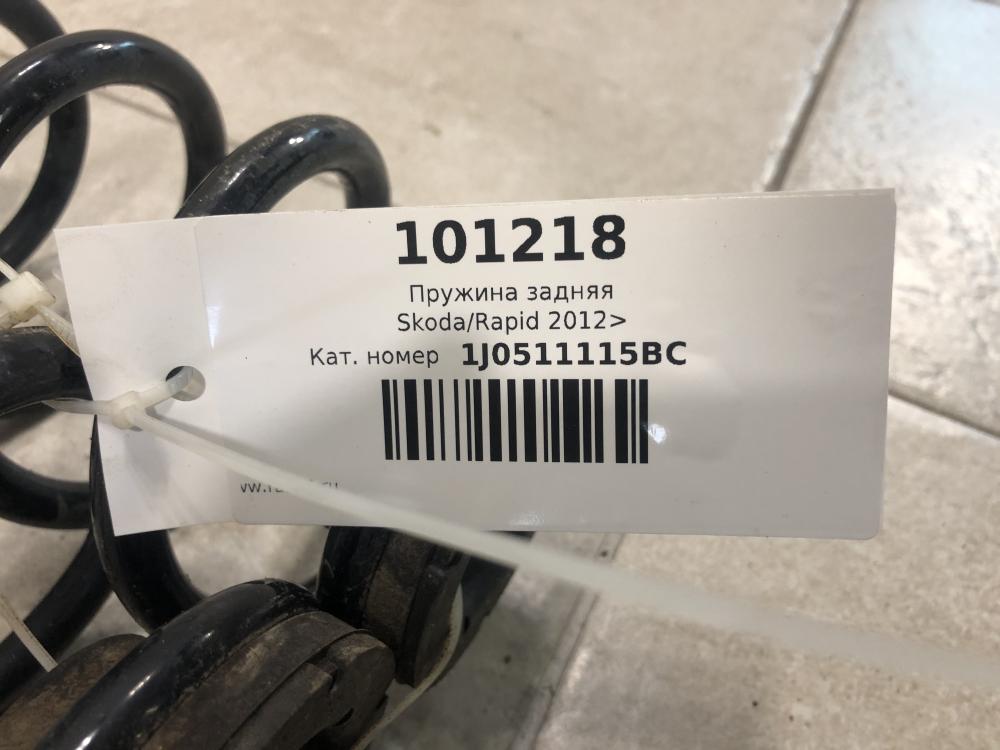 101218
Пружина задняя
Skoda/Rapid 2012>
Кат. номер 1J0511115BC